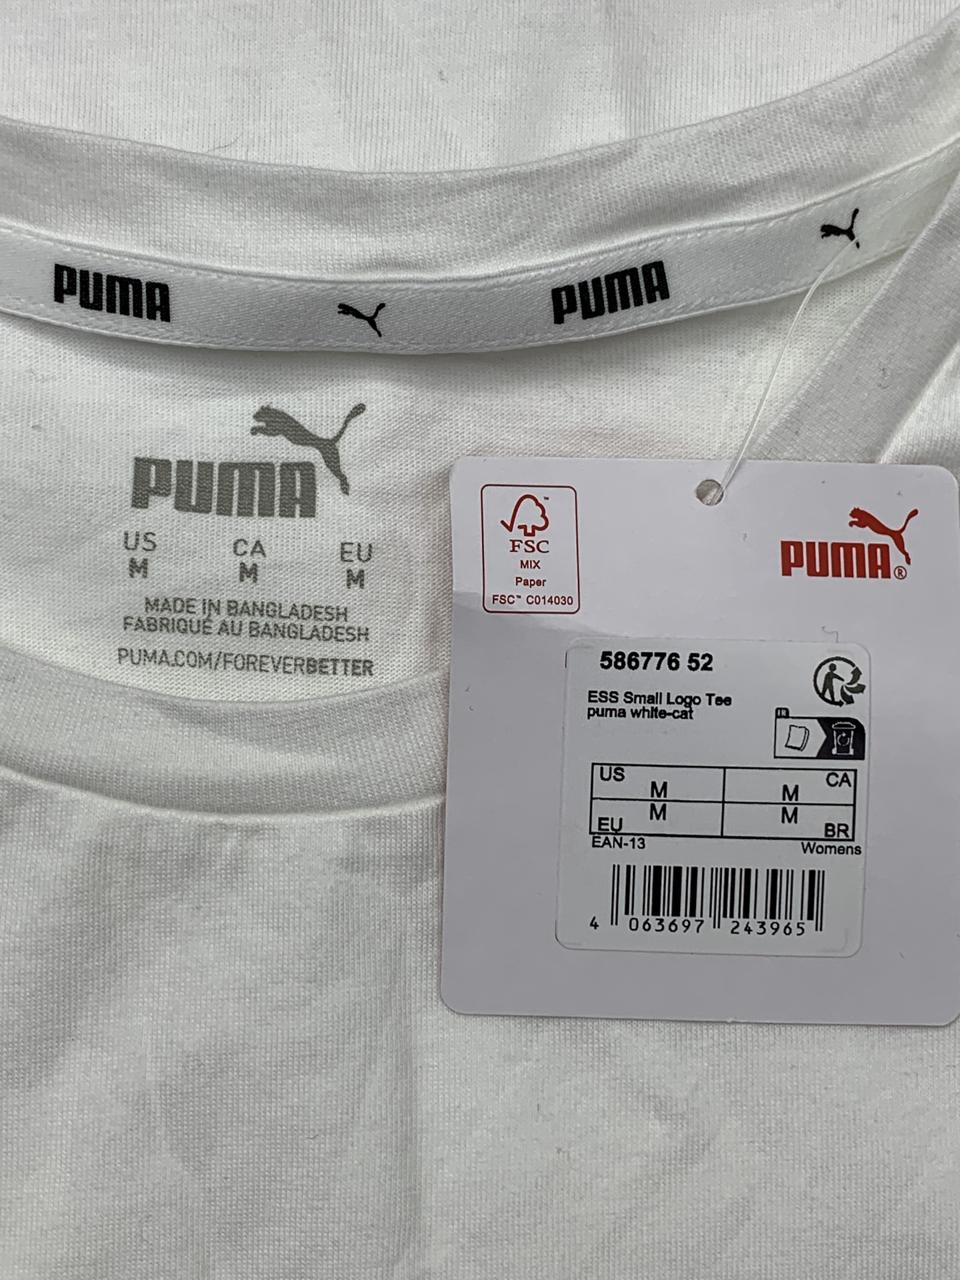 PUMA PUMA
PUMA
US CA EU
M M M
MADE IN BANGLADESH
FABRIQUÉ AU BANGLADESH
PUMA.COM/FOREVERBETTER
™
FSC
MIX
Paper
FSC™ C014030
PUMA®
586776 52
ESS Small Logo Tee
puma white-cat
US M M CA
EU M M BR
EAN-13 Womens
4 063697 243965